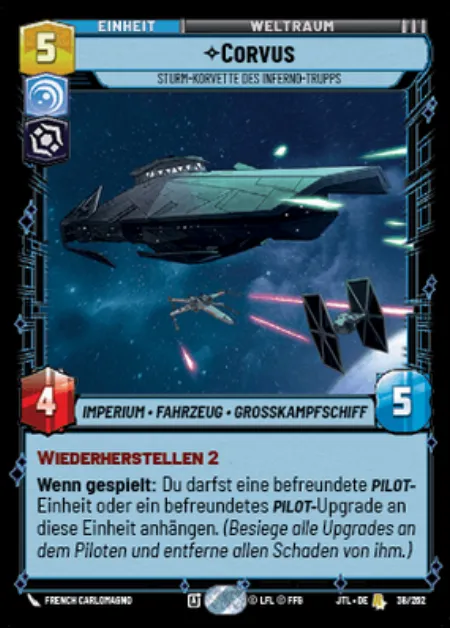 EINHEIT
WELTRAUM
5
CORVUS
STURM-KORVETTE DES INFERNO-TRUPPS
4
IMPERIUM • FAHRZEUG • GROSSKAMPFSCHIFF
5
WIEDERHERSTELLEN 2
Wenn gespielt: Du darfst eine befreundete PILOT-
Einheit oder ein befreundetes PILOT-Upgrade an
diese Einheit anhängen. (Besiege alle Upgrades an
dem Piloten und entferne allen Schaden von ihm.)
FRENCH CARLOMAGNO
© LFL © FFG
JTL • DE
38/262